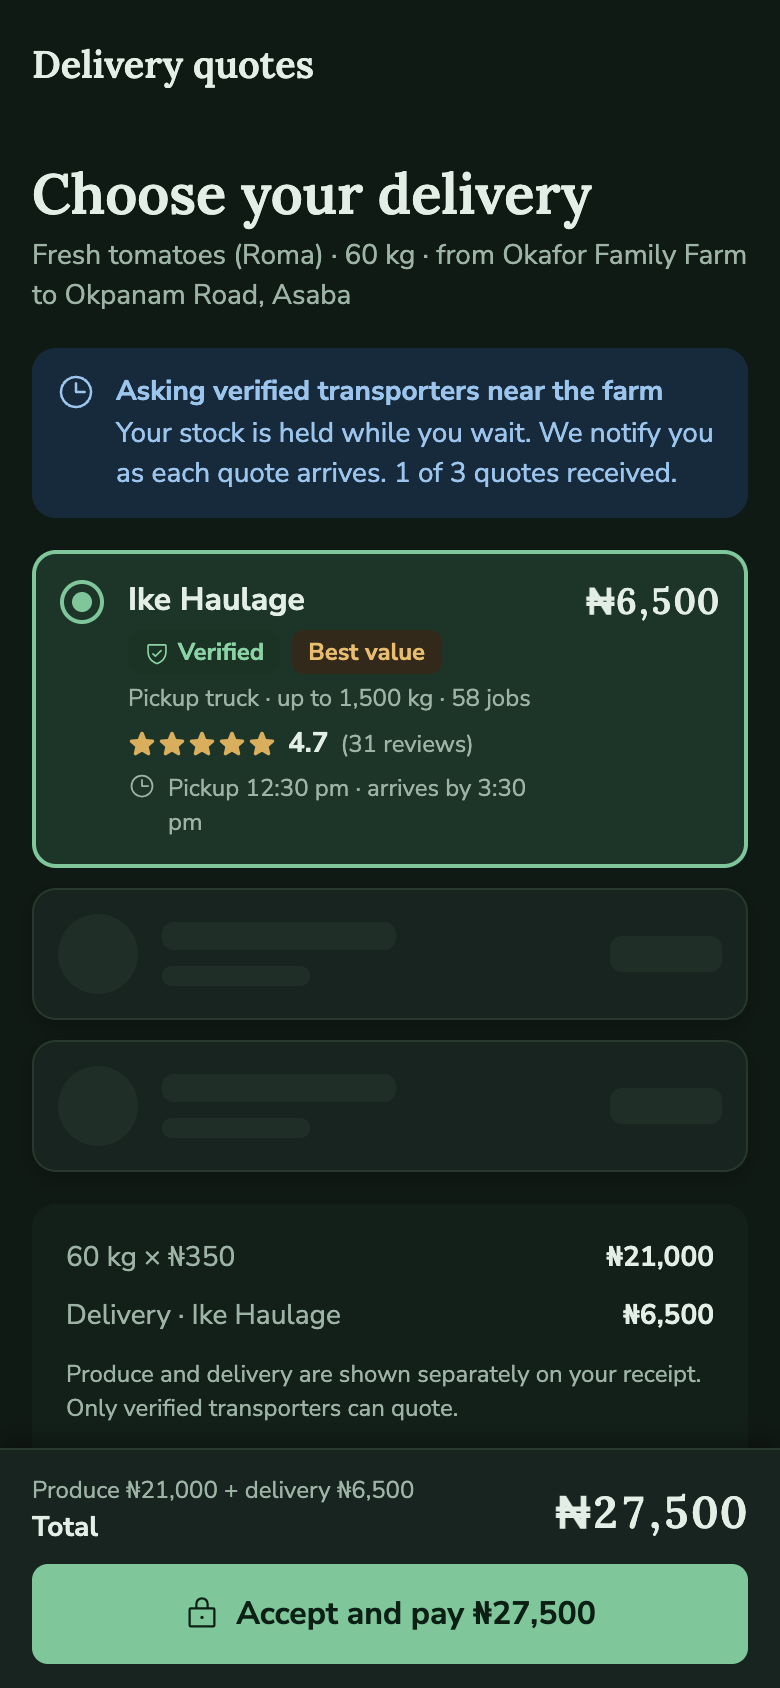 Delivery quotes
Choose your delivery
Fresh tomatoes (Roma) · 60 kg · from Okafor Family Farm
to Okpanam Road, Asaba
Asking verified transporters near the farm
Your stock is held while you wait. We notify you
as each quote arrives. 1 of 3 quotes received.
Ike Haulage ₦6,500
Verified Best value
Pickup truck · up to 1,500 kg · 58 jobs
4.7 (31 reviews)
Pickup 12:30 pm · arrives by 3:30
pm
60 kg × ₦350 ₦21,000
Delivery · Ike Haulage ₦6,500
Produce and delivery are shown separately on your receipt.
Only verified transporters can quote.
Produce ₦21,000 + delivery ₦6,500
Total ₦27,500
Accept and pay ₦27,500